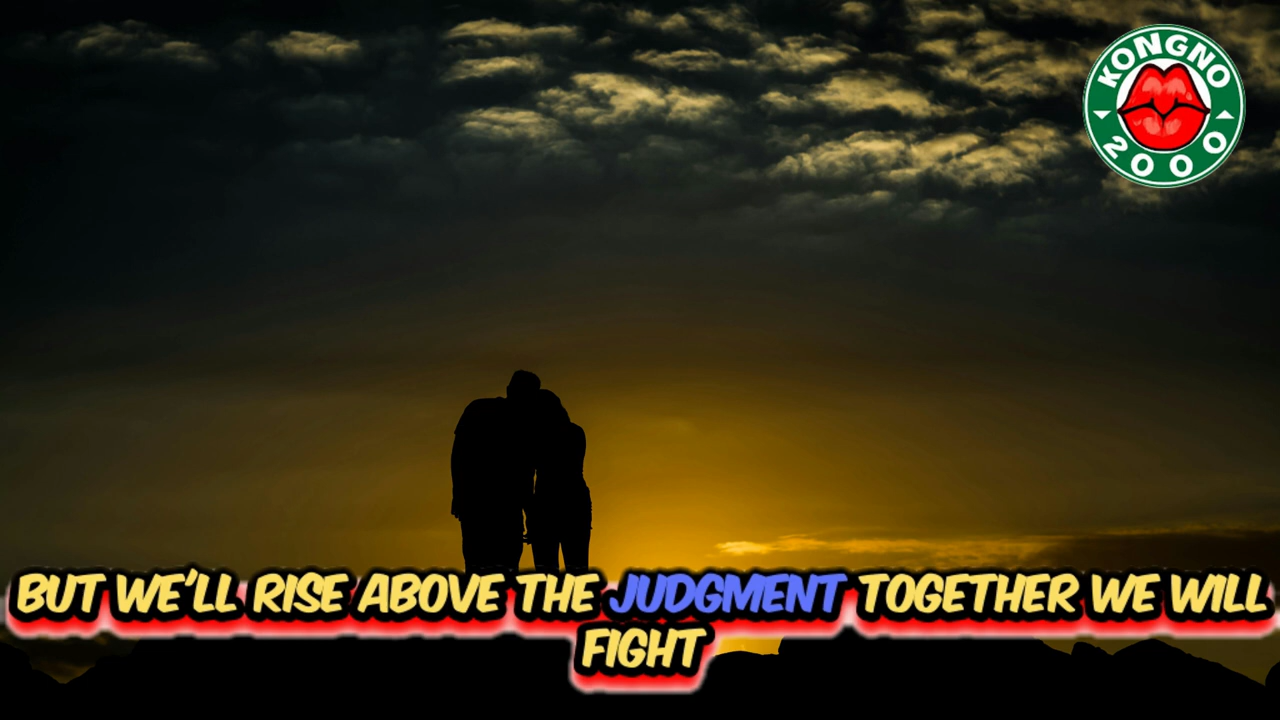 KONGNO
2000
BUT WE'LL RISE ABOVE THE JUDGMENT TOGETHER WE WILL
FIGHT